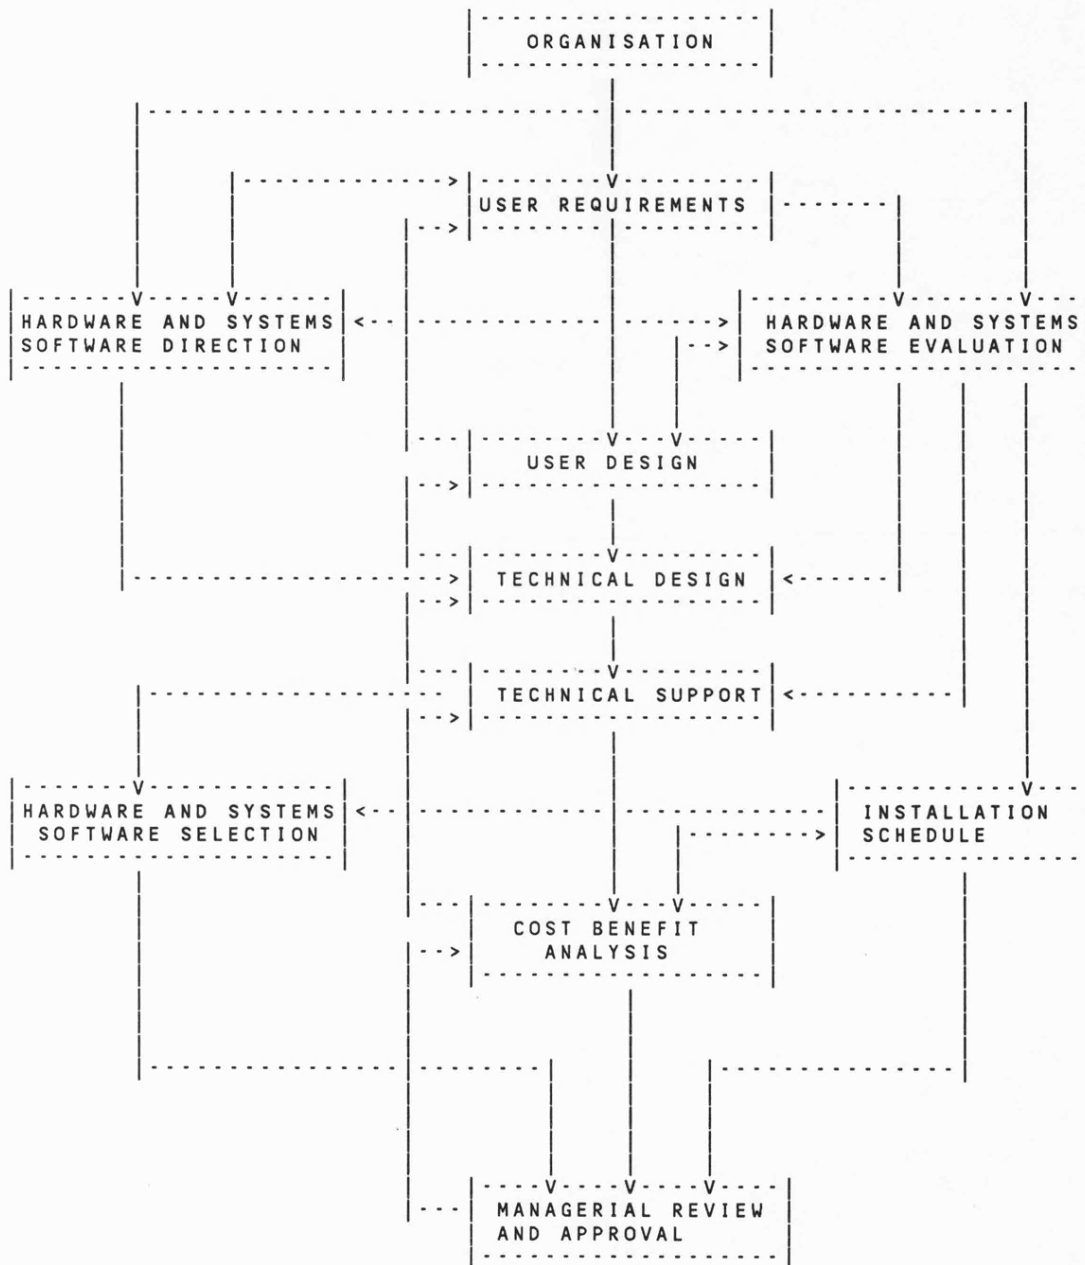 ORGANISATION
USER REQUIREMENTS
HARDWARE AND SYSTEMS
SOFTWARE DIRECTION
HARDWARE AND SYSTEMS
SOFTWARE EVALUATION
USER DESIGN
TECHNICAL DESIGN
TECHNICAL SUPPORT
HARDWARE AND SYSTEMS
SOFTWARE SELECTION
INSTALLATION
SCHEDULE
COST BENEFIT
ANALYSIS
MANAGERIAL REVIEW
AND APPROVAL